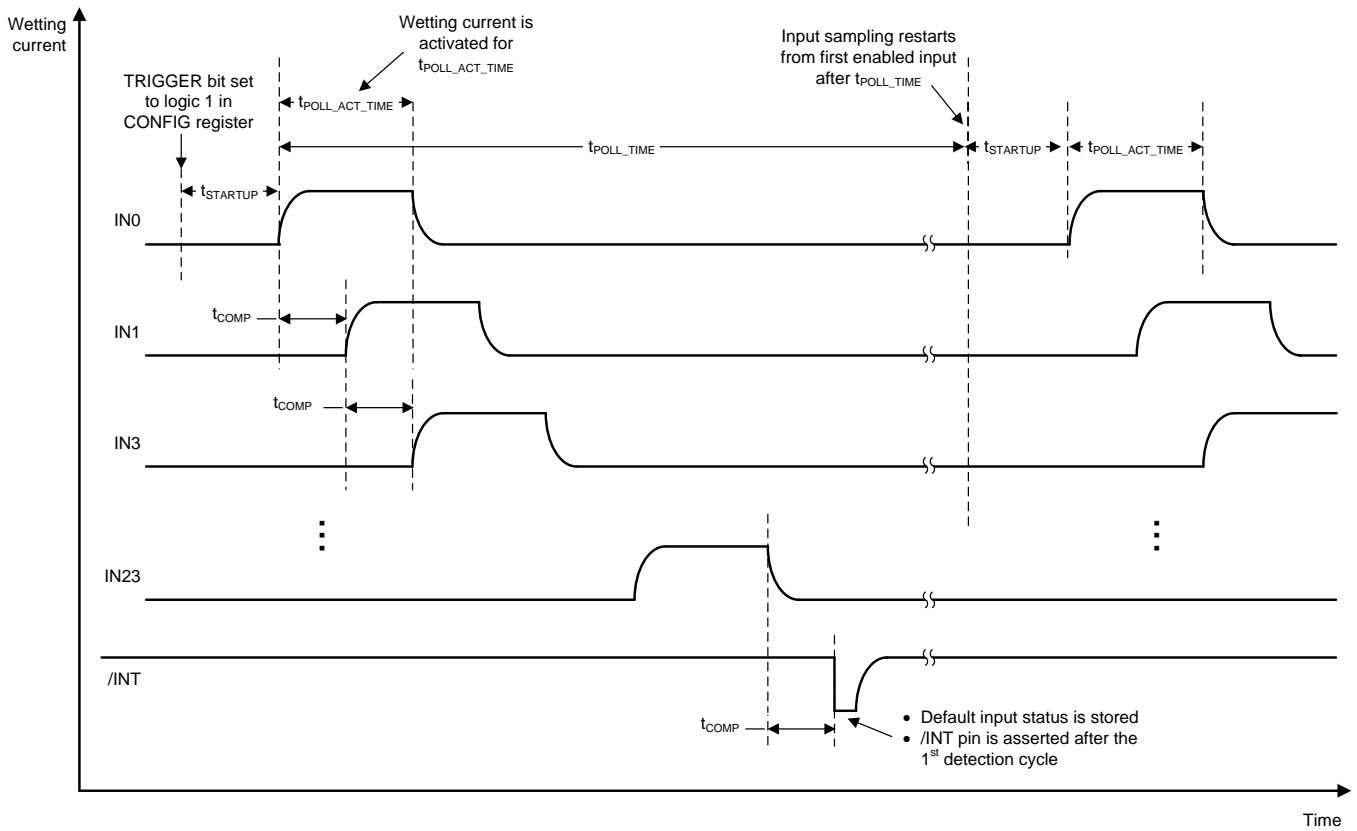 Wetting
current
Wetting current is
activated for
tPOLL_ACT_TIME
Input sampling restarts
from first enabled input
after tPOLL_TIME
TRIGGER bit set
to logic 1 in
CONFIG register
tPOLL_ACT_TIME
tPOLL_TIME
tSTARTUP
tPOLL_ACT_TIME
tSTARTUP
IN0
tCOMP
IN1
tCOMP
IN3
IN23
/INT
tCOMP
• Default input status is stored
• /INT pin is asserted after the
1st detection cycle
Time